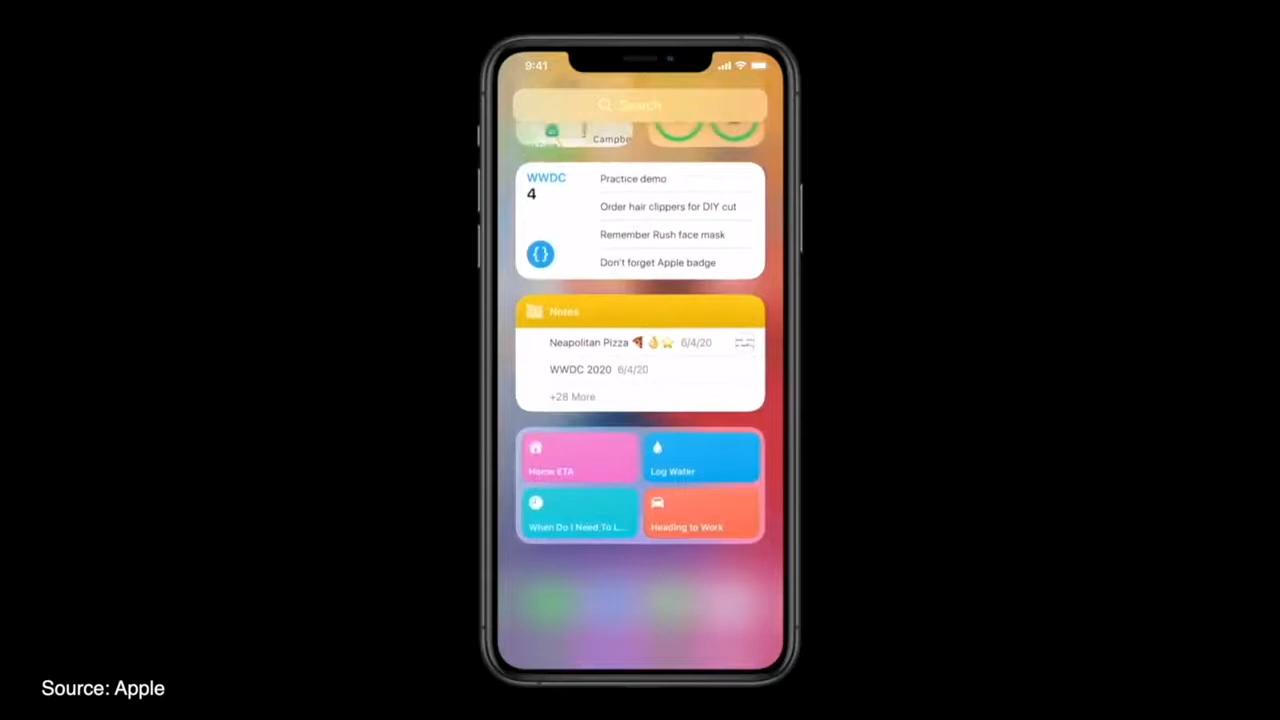 9:41
Search
Campbe
WWDC
4
Practice demo
Order hair clippers for DIY cut
Remember Rush face mask
Don't forget Apple badge
Notes
Neapolitan Pizza 🍕👌⭐ 6/4/20
WWDC 2020 6/4/20
+28 More
Home ETA
Log Water
When Do I Need To L...
Heading to Work
Source: Apple